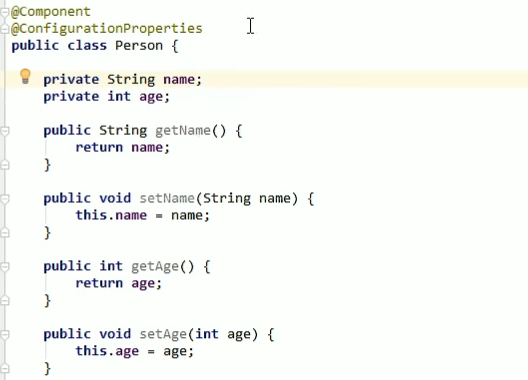 @Component
@ConfigurationProperties
public class Person {
private String name;
private int age;
public String getName() {
return name;
}
public void setName(String name) {
this.name = name;
}
public int getAge() {
return age;
}
public void setAge(int age) {
this.age = age;
}